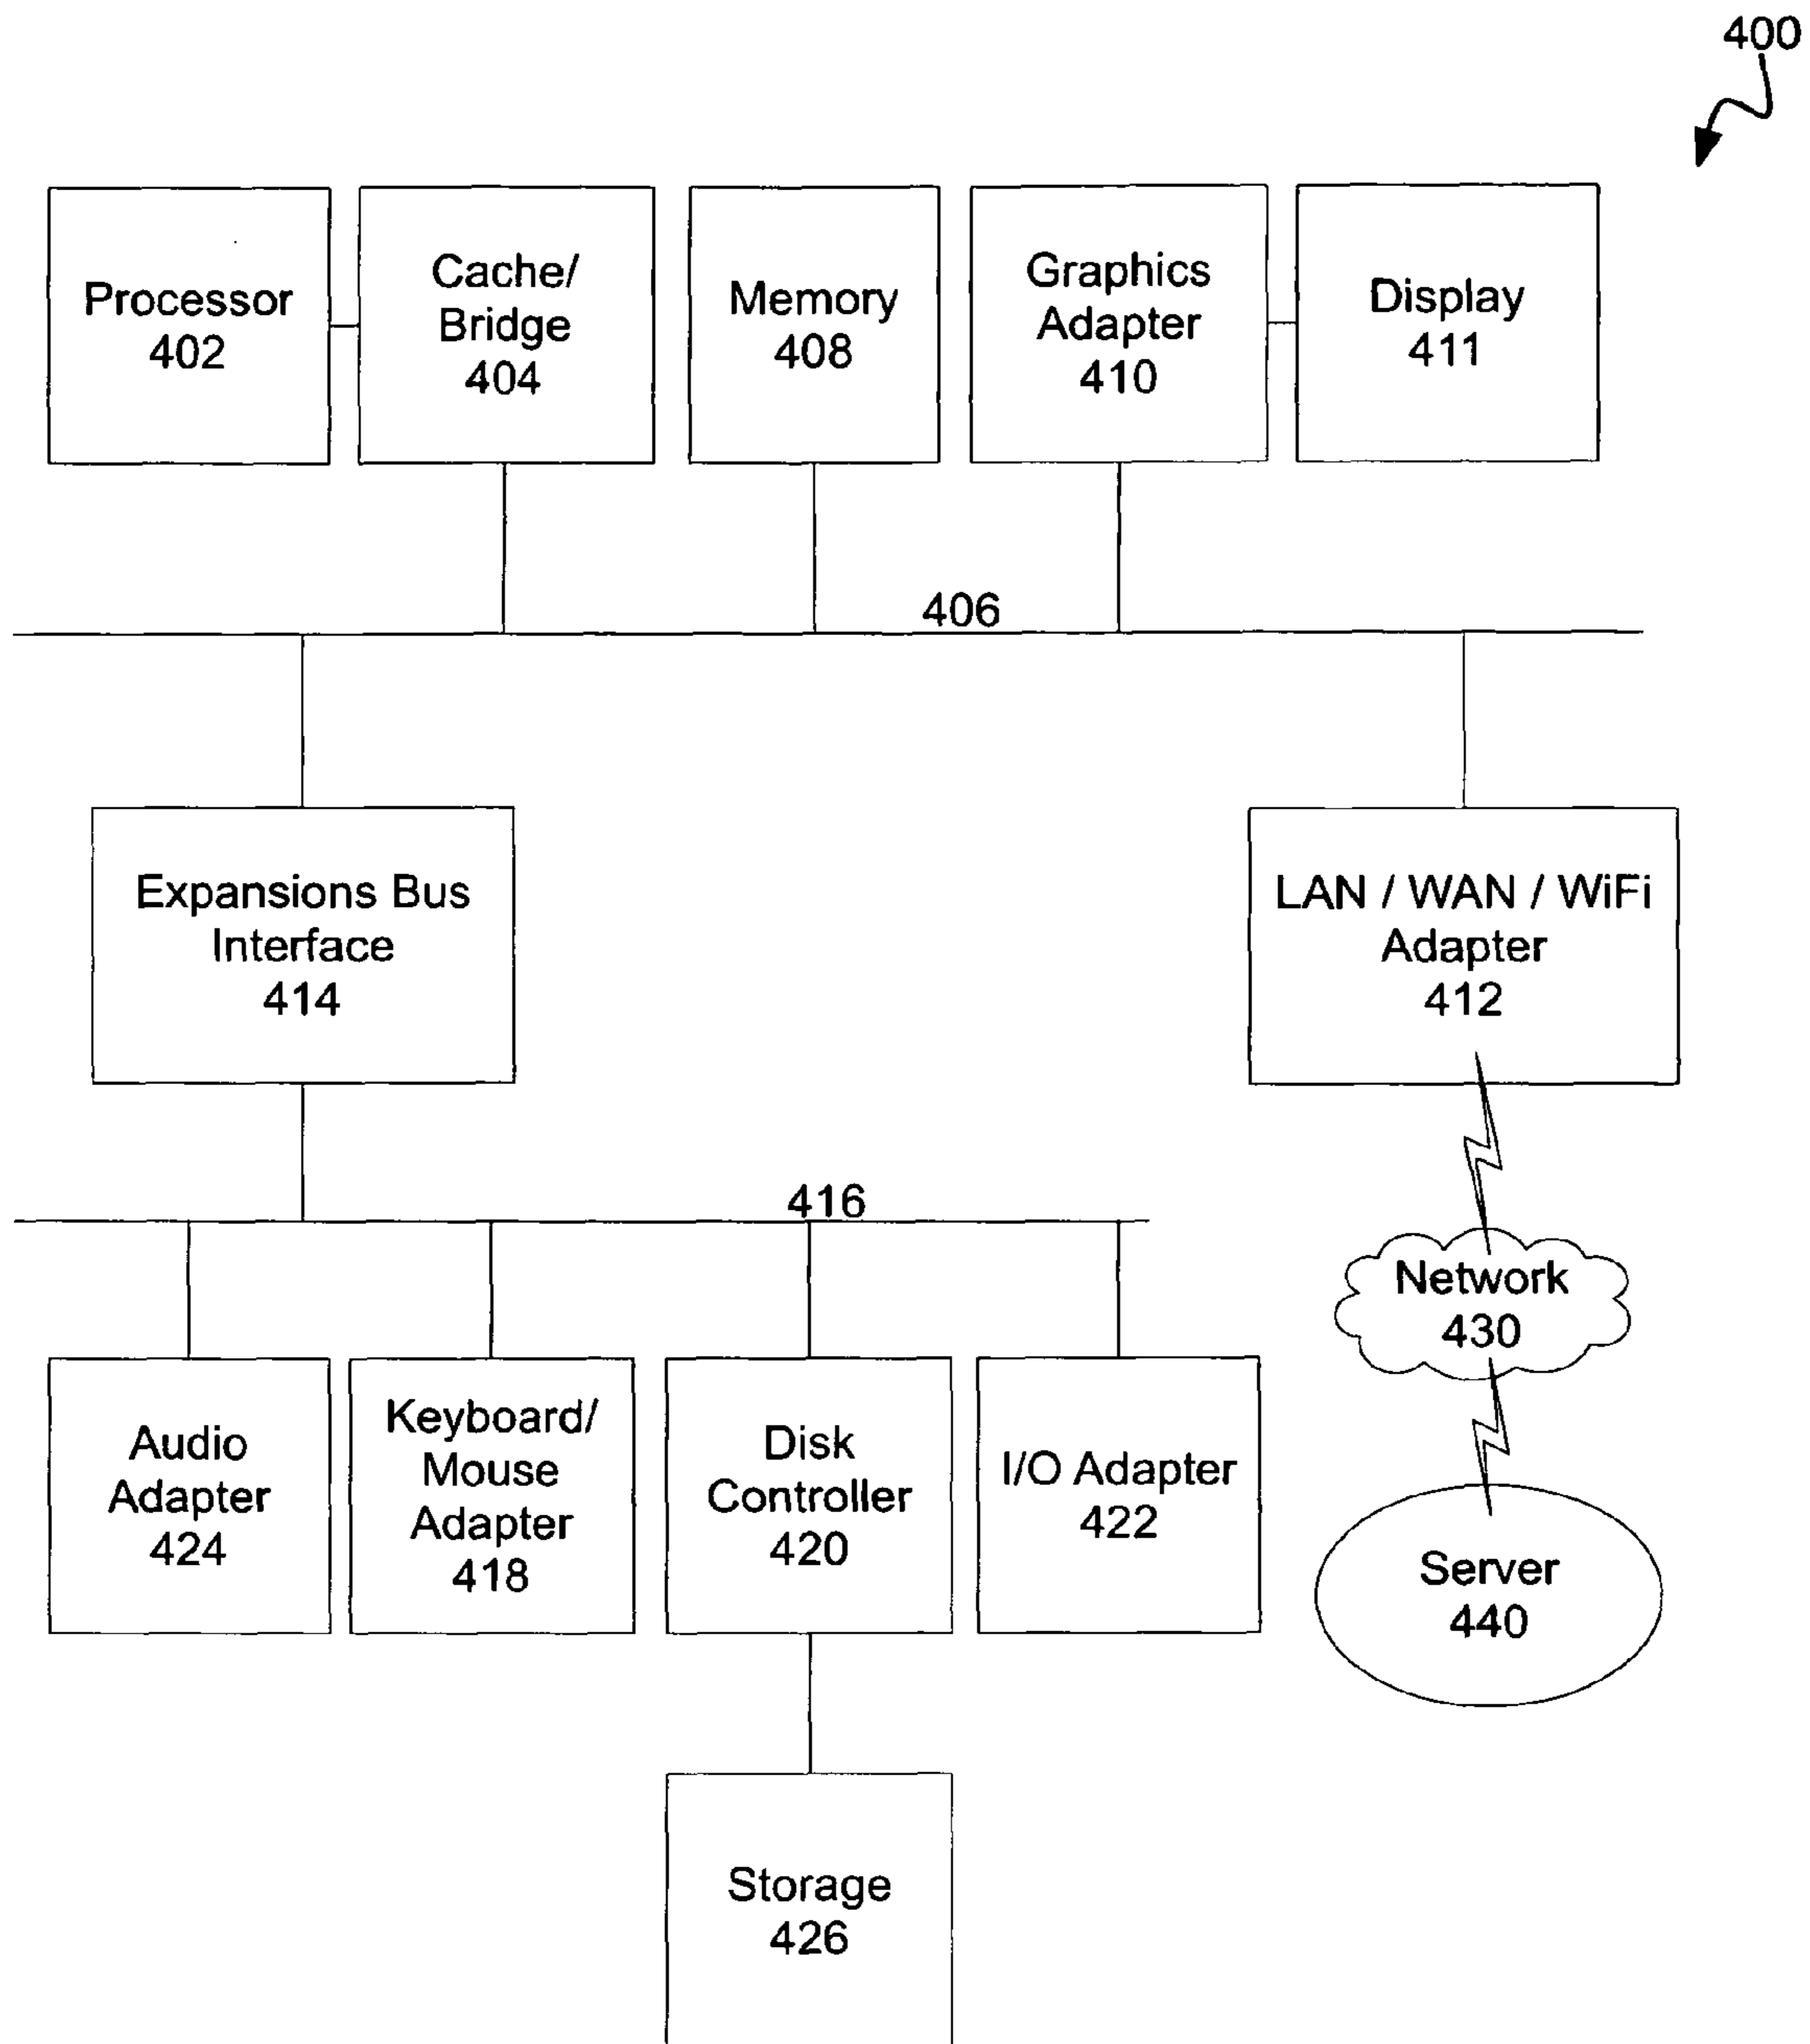 400
Processor
402
Cache/
Bridge
404
Memory
408
Graphics
Adapter
410
Display
411
406
Expansions Bus
Interface
414
LAN / WAN / WiFi
Adapter
412
416
Network
430
Audio
Adapter
424
Keyboard/
Mouse
Adapter
418
Disk
Controller
420
I/O Adapter
422
Server
440
Storage
426